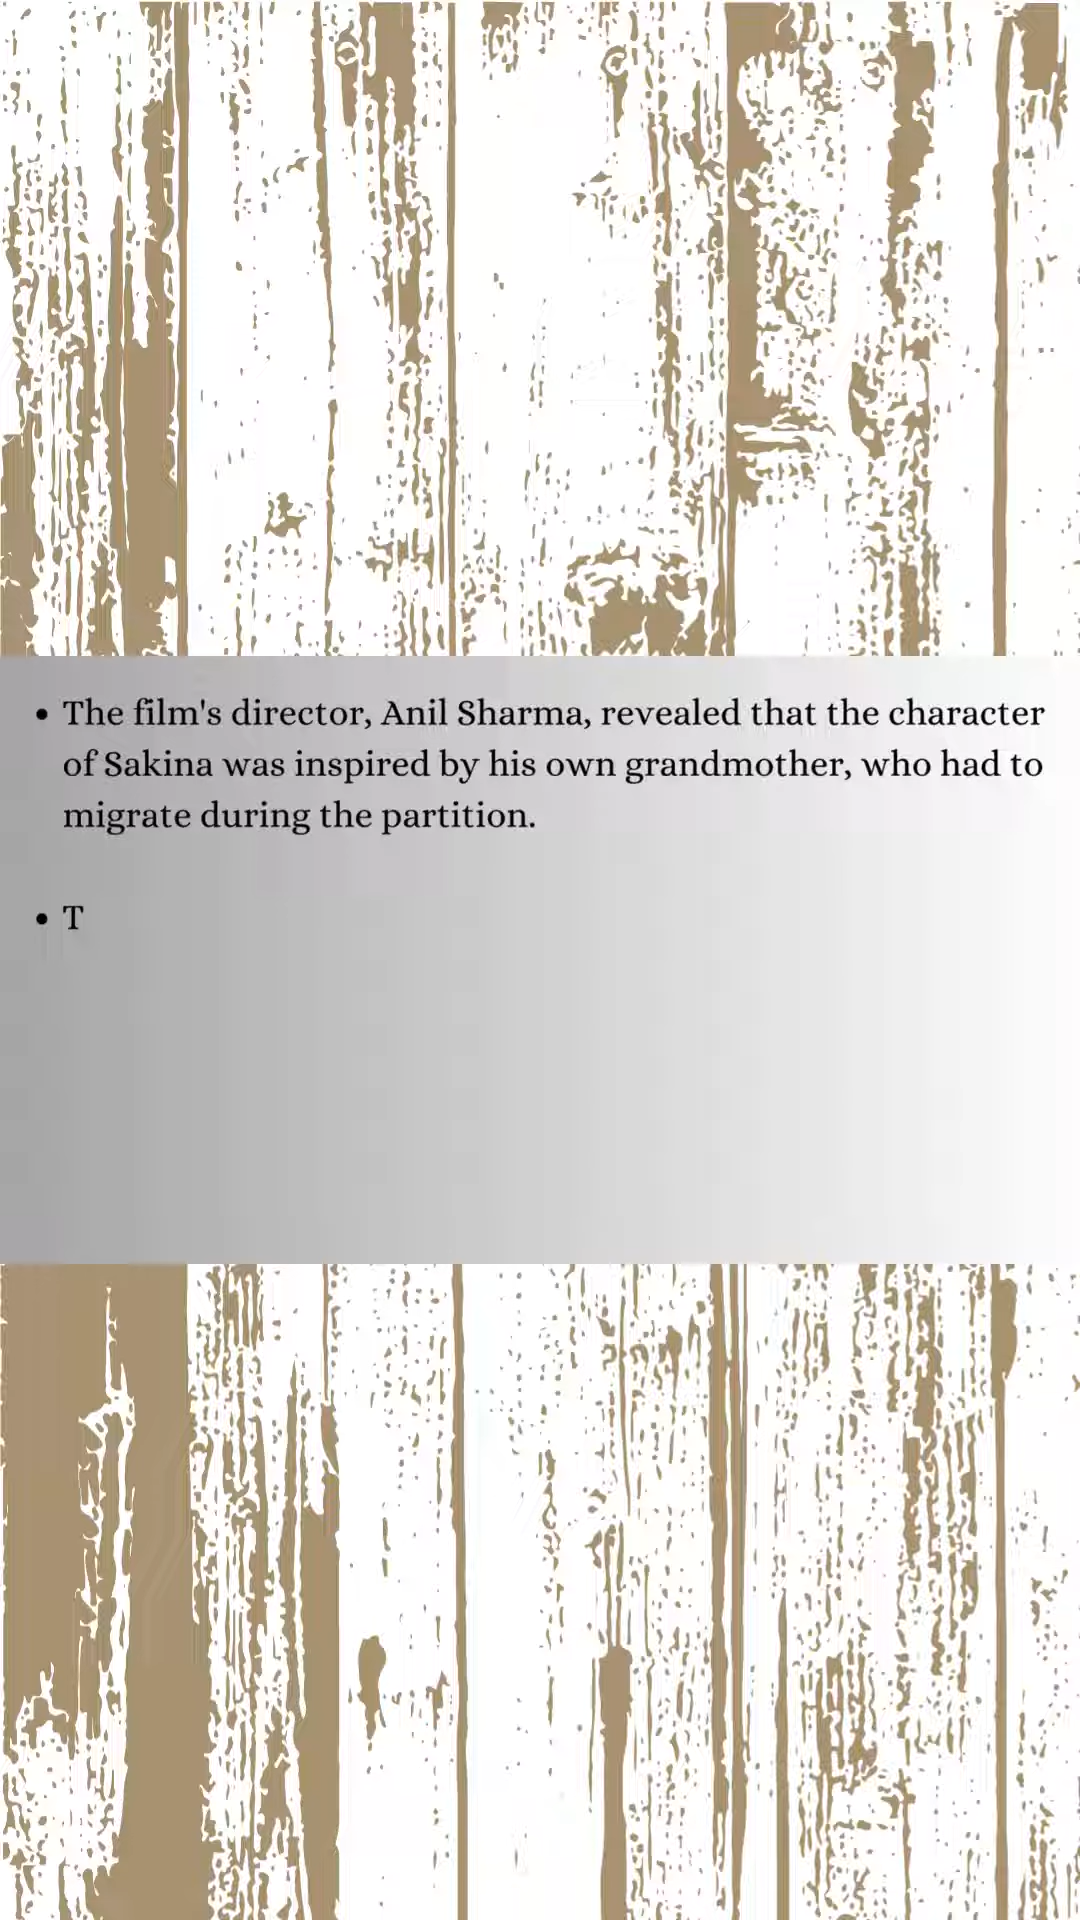 • The film's director, Anil Sharma, revealed that the character
of Sakina was inspired by his own grandmother, who had to
migrate during the partition.
• T